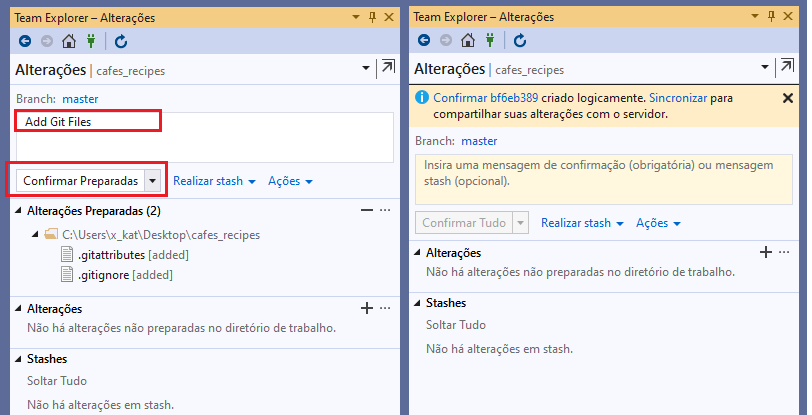 Team Explorer – Alterações
Alterações | cafes_recipes
Branch: master
Add Git Files
Confirmar Preparadas
Realizar stash
Ações
Alterações Preparadas (2)
C:\Users\x_kat\Desktop\cafes_recipes
.gitattributes [added]
.gitignore [added]
Alterações
Não há alterações não preparadas no diretório de trabalho.
Stashes
Soltar Tudo
Não há alterações em stash.
Team Explorer – Alterações
Alterações | cafes_recipes
Confirmar bf6eb389 criado logicamente. Sincronizar para
compartilhar suas alterações com o servidor.
Branch: master
Insira uma mensagem de confirmação (obrigatória) ou mensagem
stash (opcional).
Confirmar Tudo
Realizar stash
Ações
Alterações
Não há alterações não preparadas no diretório de trabalho.
Stashes
Soltar Tudo
Não há alterações em stash.